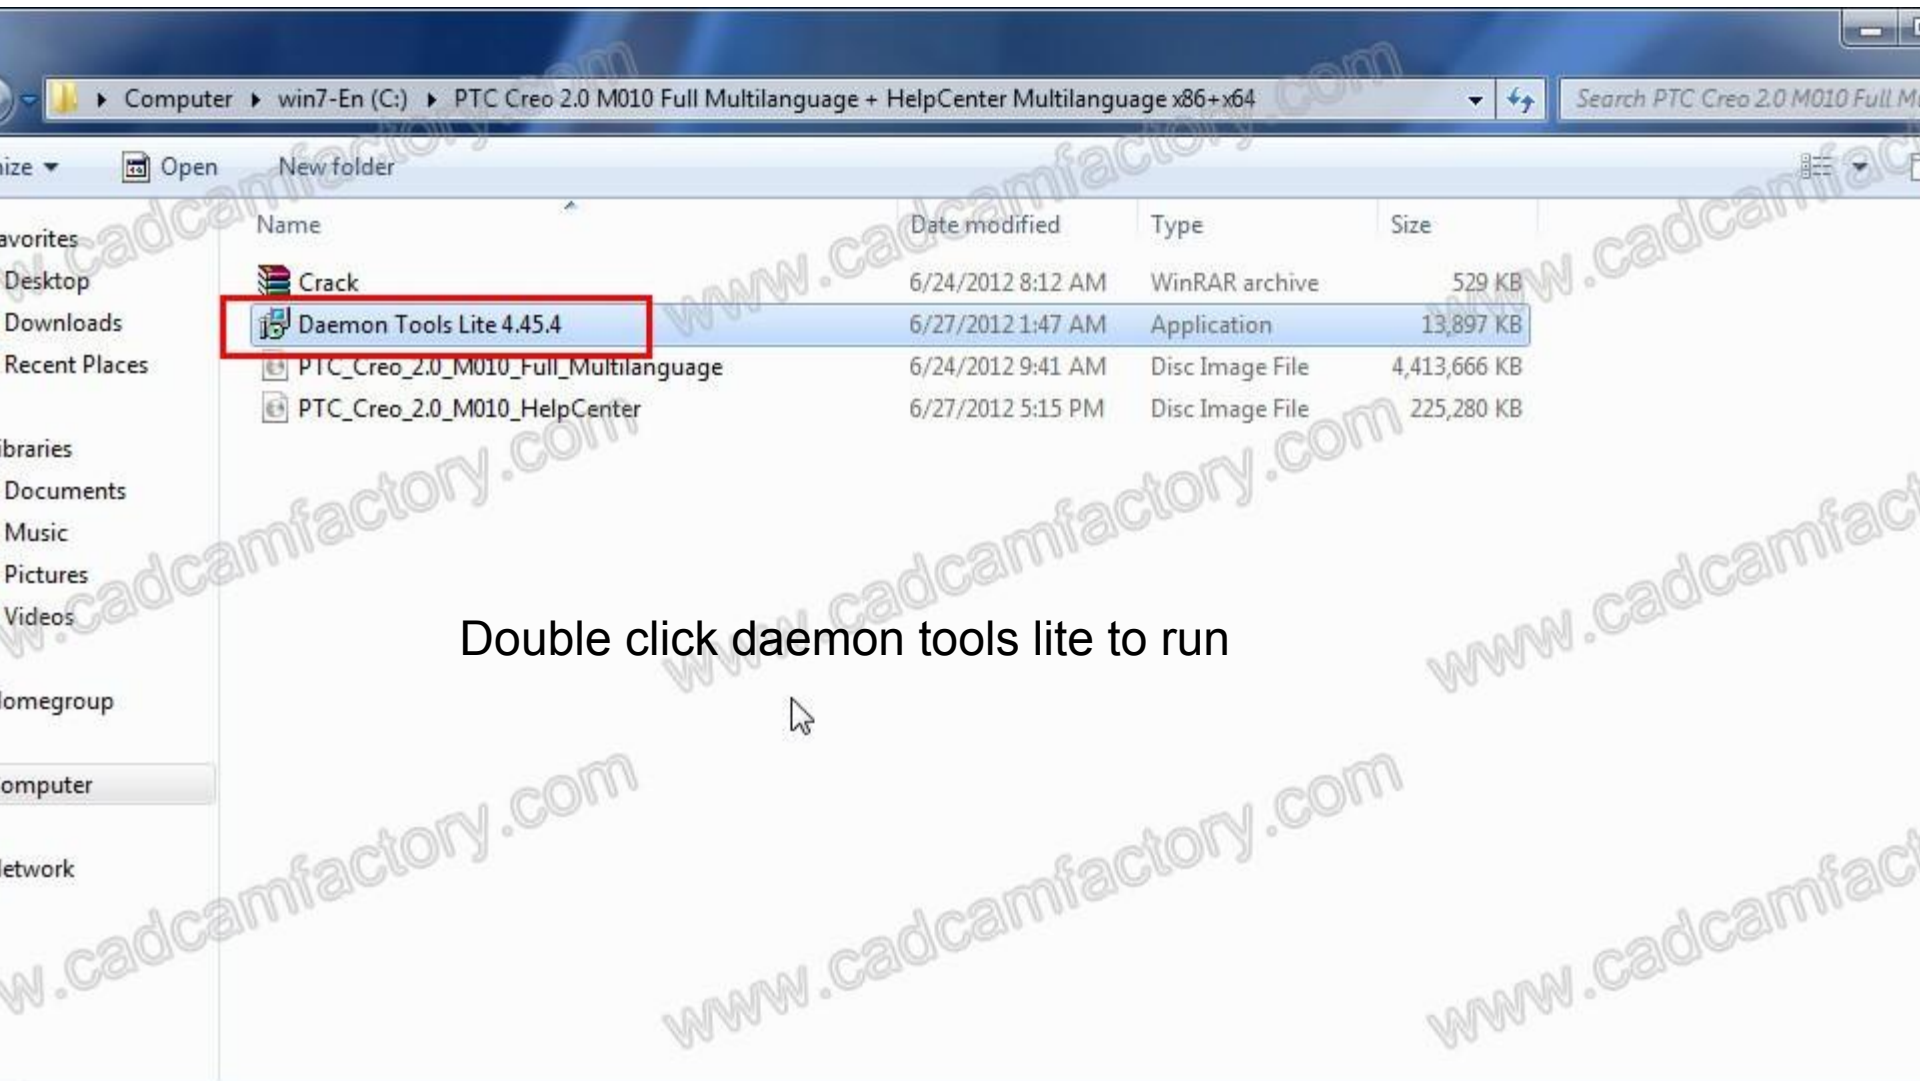 Computer ▸ win7-En (C:) ▸ PTC Creo 2.0 M010 Full Multilanguage + HelpCenter Multilanguage x86+x64
Search PTC Creo 2.0 M010 Full Mu
nize Open New folder
Name Date modified Type Size
avorites
Desktop
Downloads
Recent Places
ibraries
Documents
Music
Pictures
Videos
omegroup
omputer
etwork
Crack 6/24/2012 8:12 AM WinRAR archive 529 KB
Daemon Tools Lite 4.45.4 6/27/2012 1:47 AM Application 13,897 KB
PTC_Creo_2.0_M010_Full_Multilanguage 6/24/2012 9:41 AM Disc Image File 4,413,666 KB
PTC_Creo_2.0_M010_HelpCenter 6/27/2012 5:15 PM Disc Image File 225,280 KB
Double click daemon tools lite to run
www.cadcamfactory.com